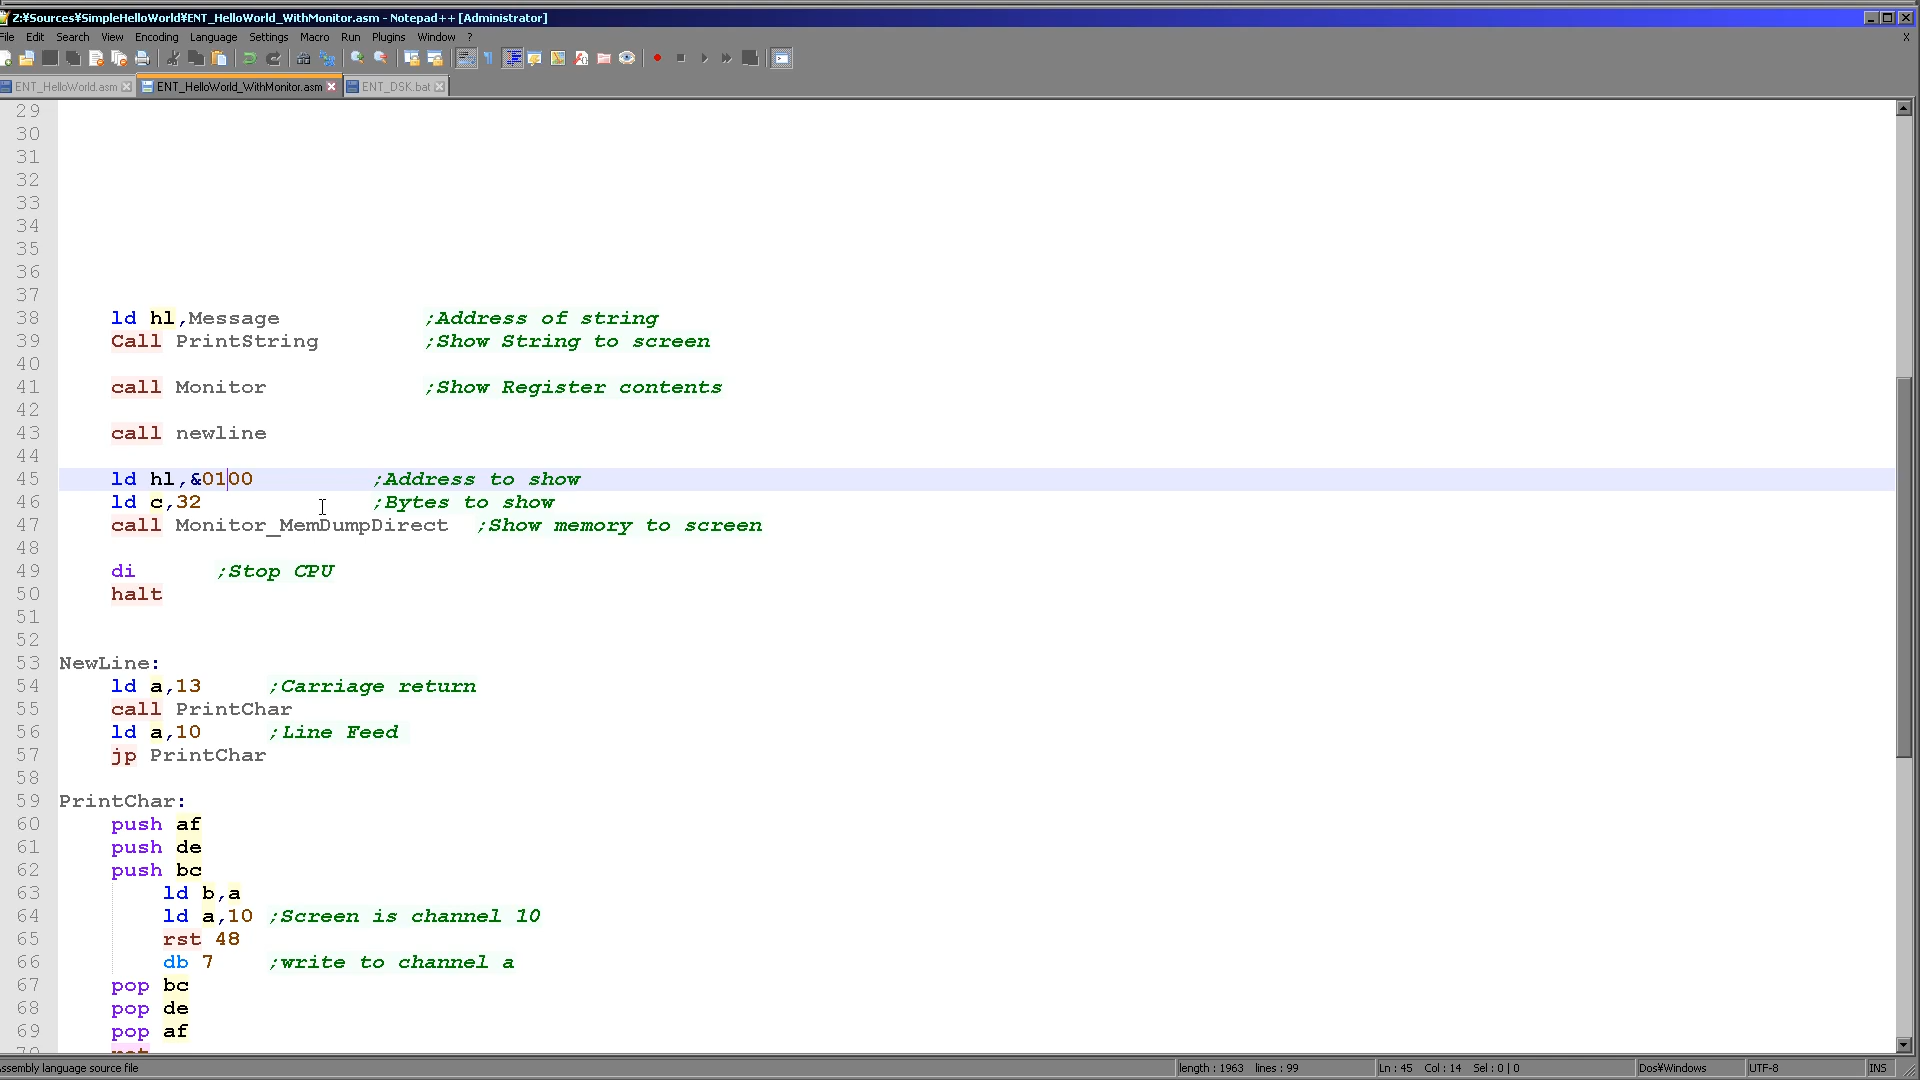 Z:¥Sources¥SimpleHelloWorld¥ENT_HelloWorld_WithMonitor.asm - Notepad++ [Administrator]
File Edit Search View Encoding Language Settings Macro Run Plugins Window ?
X
ENT_HelloWorld.asm ENT_HelloWorld_WithMonitor.asm ENT_DSK.bat
29
30
31
32
33
34
35
36
37
38 ld hl,Message ;Address of string
39 Call PrintString ;Show String to screen
40
41 call Monitor ;Show Register contents
42
43 call newline
44
45 ld hl,&0100 ;Address to show
46 ld c,32 ;Bytes to show
47 call Monitor_MemDumpDirect ;Show memory to screen
48
49 di ;Stop CPU
50 halt
51
52
53 NewLine:
54 ld a,13 ;Carriage return
55 call PrintChar
56 ld a,10 ;Line Feed
57 jp PrintChar
58
59 PrintChar:
60 push af
61 push de
62 push bc
63 ld b,a
64 ld a,10 ;Screen is channel 10
65 rst 48
66 db 7 ;write to channel a
67 pop bc
68 pop de
69 pop af
70 ret
ssembly language source file length : 1963 lines : 99 Ln : 45 Col : 14 Sel : 0 | 0 Dos¥Windows UTF-8 INS